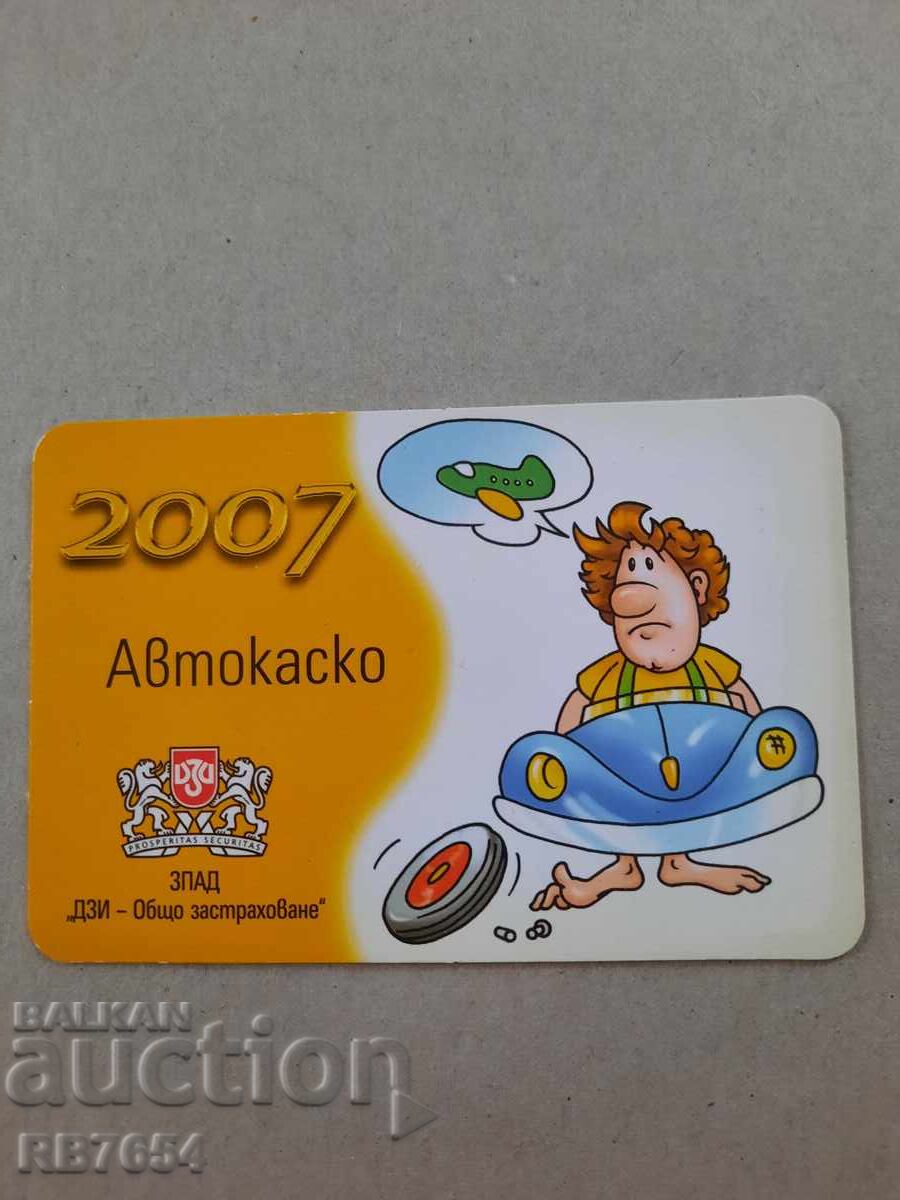 2007
Автокаско
ДЗИ
PROSPERITAS SECURITAS
ЗПАД
„ДЗИ – Общо застраховане“
BALKAN
auction
RB7654